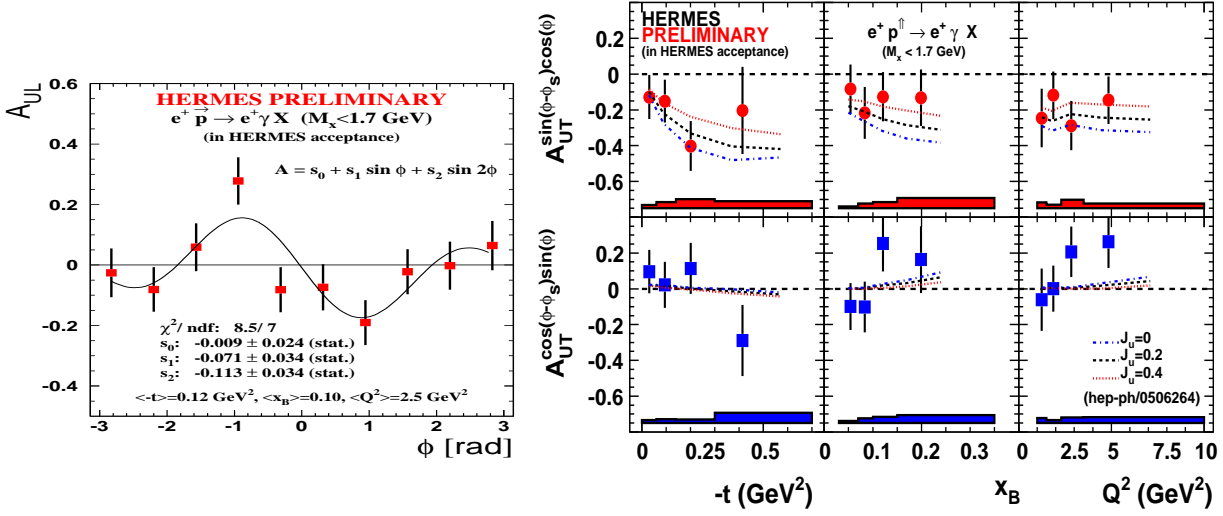 HERMES PRELIMINARY
e⁺ p⃗ → e⁺ γ X (Mₓ<1.7 GeV)
(in HERMES acceptance)
A = s₀ + s₁ sin ϕ + s₂ sin 2ϕ
A_UL
0.6
0.4
0.2
0
-0.2
-0.4
χ²/ ndf: 8.5/ 7
s₀: -0.009 ± 0.024 (stat.)
s₁: -0.071 ± 0.034 (stat.)
s₂: -0.113 ± 0.034 (stat.)
<-t>=0.12 GeV², <x_B>=0.10, <Q²>=2.5 GeV²
-3 -2 -1 0 1 2 3
ϕ [rad]
HERMES
PRELIMINARY
(in HERMES acceptance)
e⁺ p⇑ → e⁺ γ X
(Mₓ < 1.7 GeV)
A_UT^sin(ϕ-ϕ_s)cos(ϕ)
0.2
0
-0.2
-0.4
-0.6
A_UT^cos(ϕ-ϕ_s)sin(ϕ)
0.4
0.2
0
-0.2
-0.4
-0.6
J_u=0
J_u=0.2
J_u=0.4
(hep-ph/0506264)
0 0.25 0.5
0 0.1 0.2 0.3
0 2.5 5 7.5 10
-t (GeV²)
x_B
Q² (GeV²)